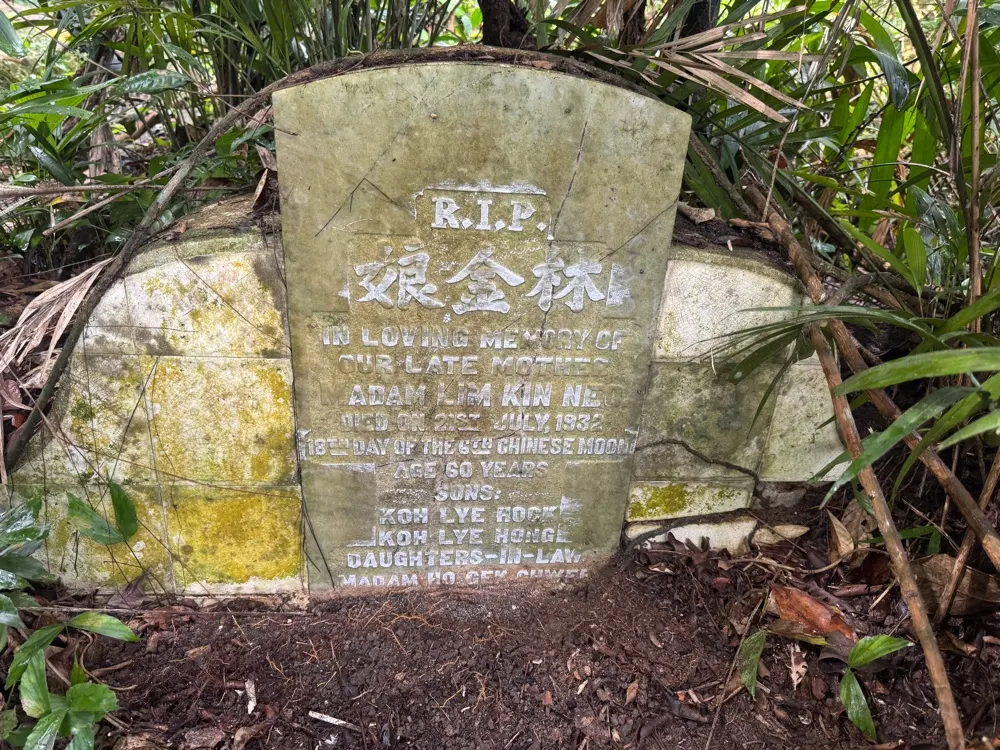 R.I.P.
林金娘
IN LOVING MEMORY OF
OUR LATE MOTHER
MADAM LIM KIN NEO
DIED ON 21ST JULY, 1932
18TH DAY OF THE 6TH CHINESE MOON
AGE 60 YEARS
SONS:
KOH LYE HOCK
KOH LYE HONG
DAUGHTERS-IN-LAW
MADAM HO GEK